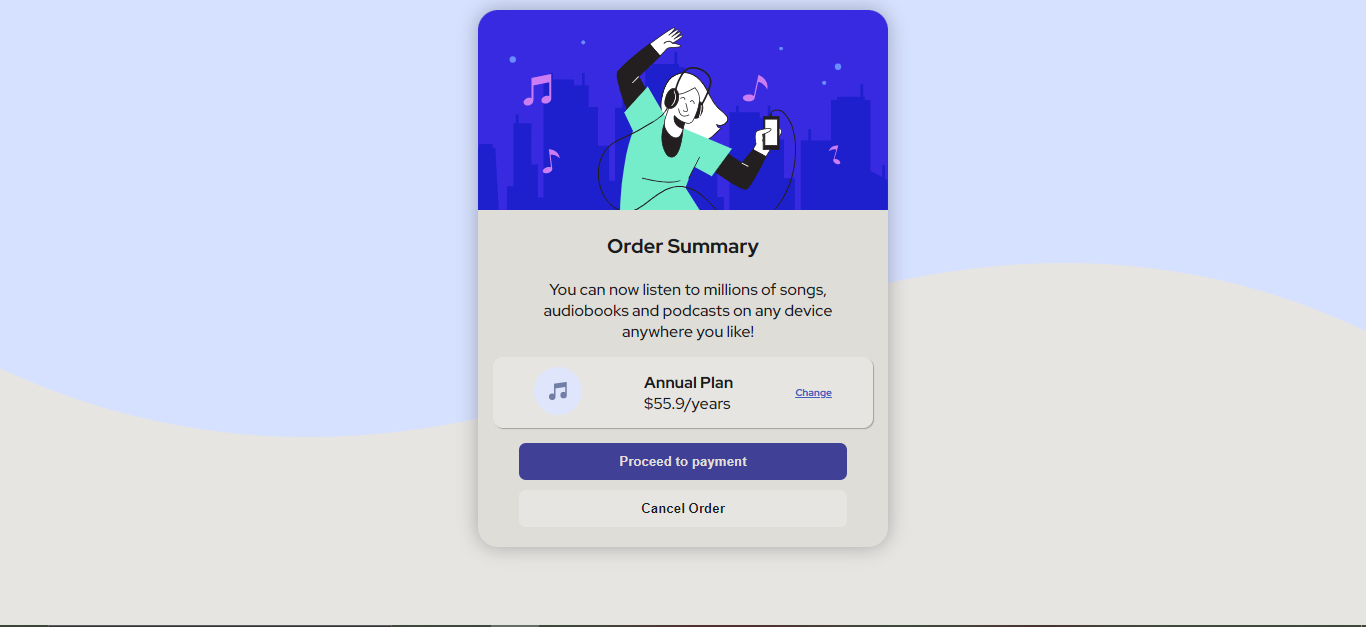 Order Summary
You can now listen to millions of songs,
audiobooks and podcasts on any device
anywhere you like!
Annual Plan
$55.9/years
Change
Proceed to payment
Cancel Order